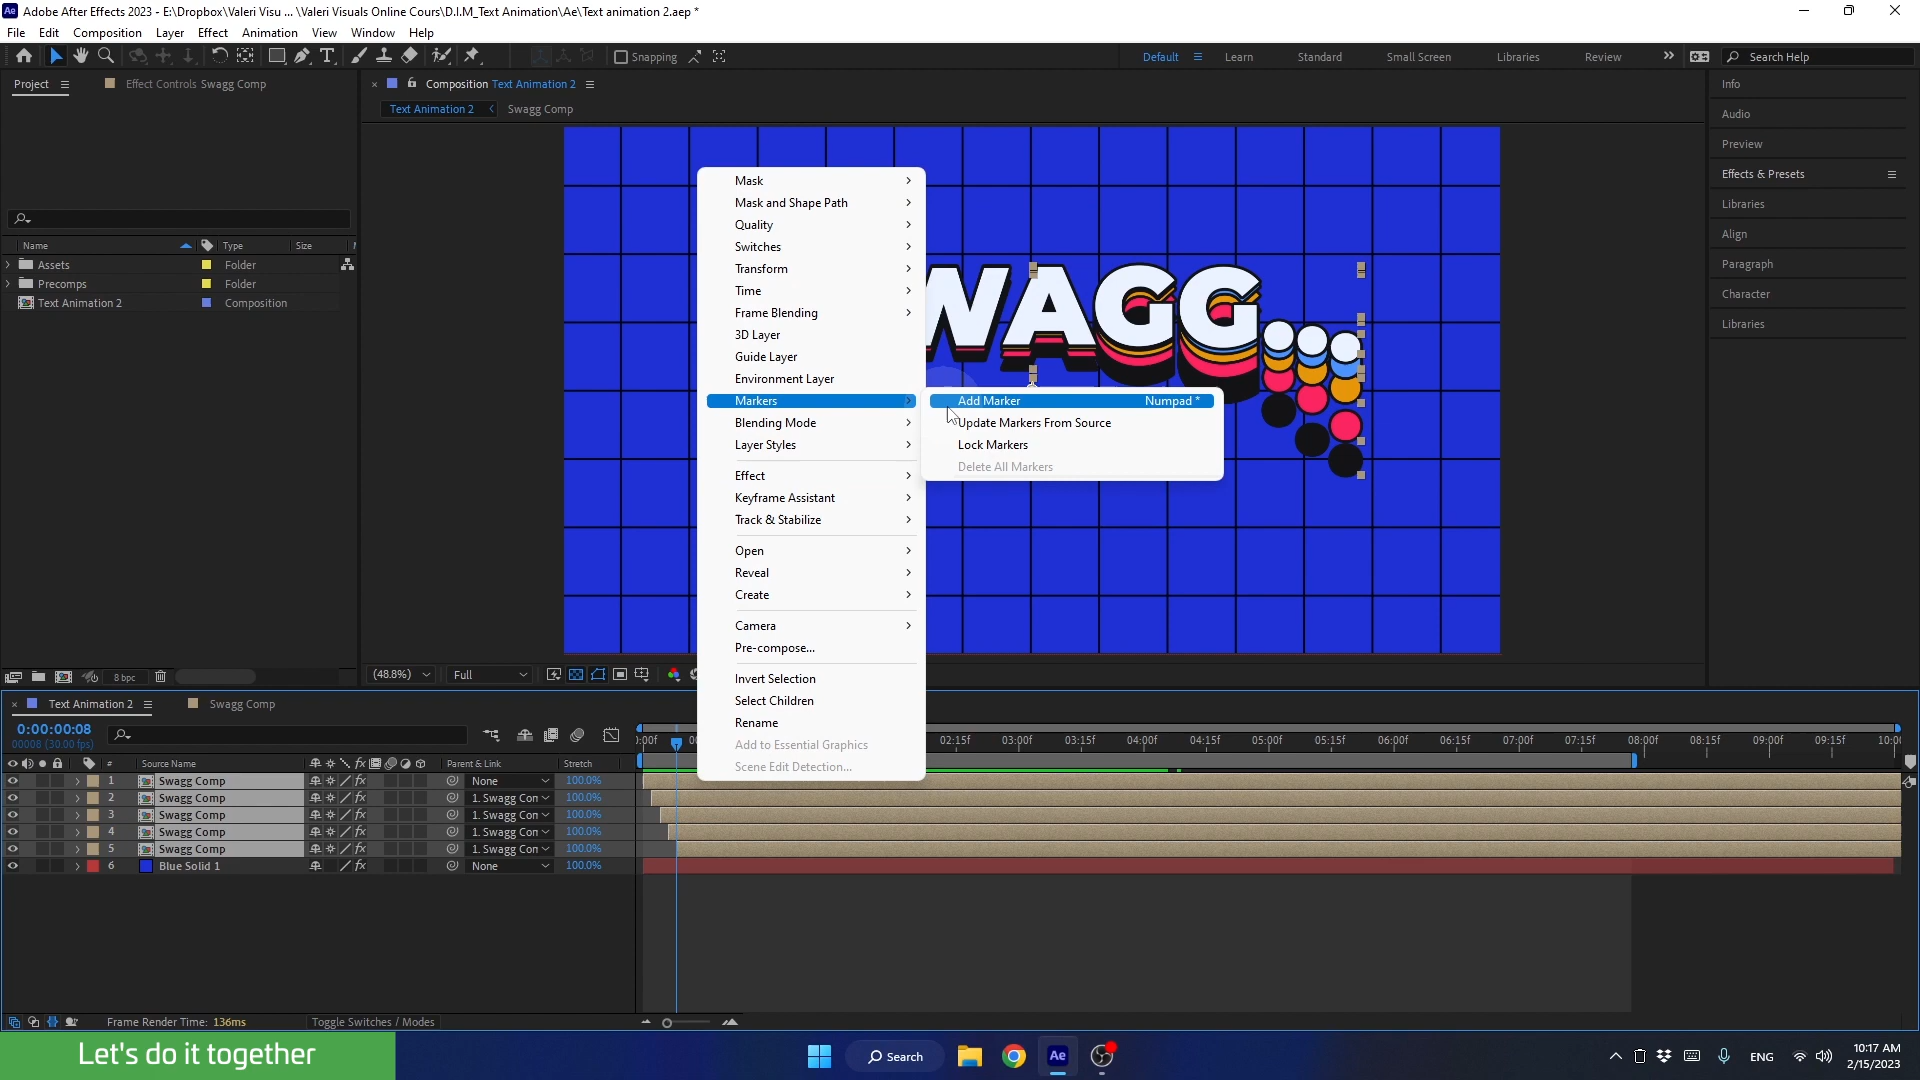 Ae Adobe After Effects 2023 - E:\Dropbox\Valeri Visu ... \Valeri Visuals Online Cours\D.I.M_Text Animation\Ae\Text animation 2.aep *
File Edit Composition Layer Effect Animation View Window Help
Snapping
Default Learn Standard Small Screen Libraries Review Search Help
Project Effect Controls Swagg Comp
Composition Text Animation 2
Text Animation 2 Swagg Comp
Name Type Size
Assets Folder
Precomps Folder
Text Animation 2 Composition
8 bpc
WAGG
Mask
Mask and Shape Path
Quality
Switches
Transform
Time
Frame Blending
3D Layer
Guide Layer
Environment Layer
Markers
Blending Mode
Layer Styles
Effect
Keyframe Assistant
Track & Stabilize
Open
Reveal
Create
Camera
Pre-compose...
Invert Selection
Select Children
Rename
Add to Essential Graphics
Scene Edit Detection...
Add Marker Numpad *
Update Markers From Source
Lock Markers
Delete All Markers
Info
Audio
Preview
Effects & Presets
Libraries
Align
Paragraph
Character
Libraries
(48.8%) Full
Text Animation 2 Swagg Comp
0:00:00:08
00008 (30.00 fps)
02:15f 03:00f 03:15f 04:00f 04:15f 05:00f 05:15f 06:00f 06:15f 07:00f 07:15f 08:00f 08:15f 09:00f 09:15f
# Source Name fx Parent & Link Stretch
1 Swagg Comp fx None 100.0%
2 Swagg Comp fx 1. Swagg Con 100.0%
3 Swagg Comp fx 1. Swagg Con 100.0%
4 Swagg Comp fx 1. Swagg Con 100.0%
5 Swagg Comp fx 1. Swagg Con 100.0%
6 Blue Solid 1 fx None 100.0%
Frame Render Time: 136ms Toggle Switches / Modes
Let's do it together
Search
Ae
ENG
10:17 AM
2/15/2023